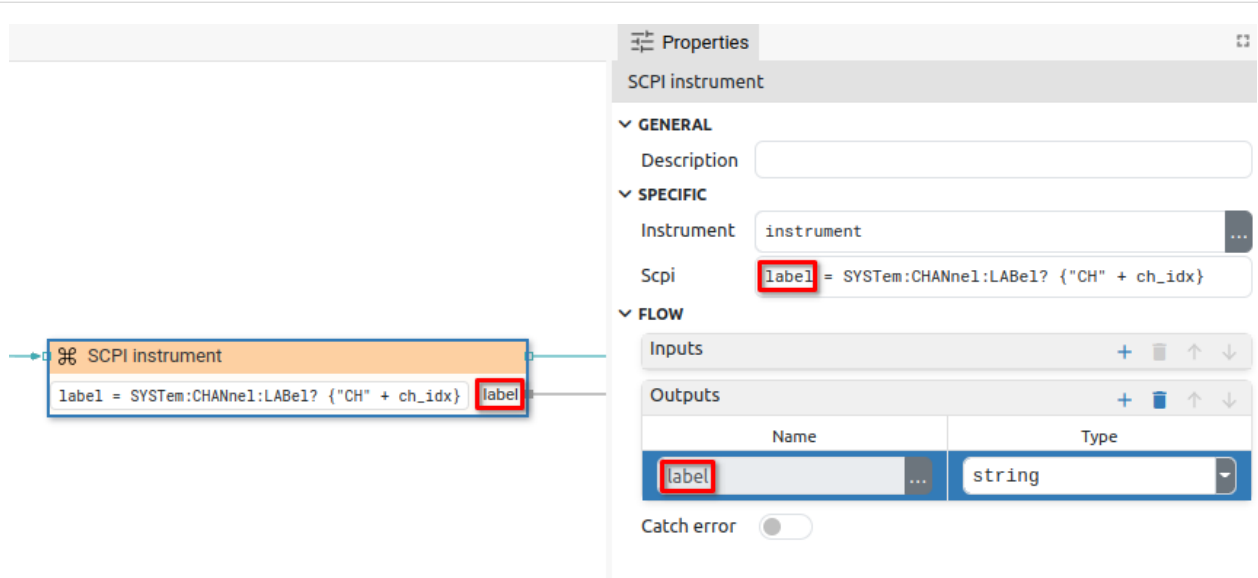 Properties
SCPI instrument
GENERAL
Description
SPECIFIC
Instrument instrument ...
Scpi label = SYSTem:CHANnel:LABel? {"CH" + ch_idx}
FLOW
Inputs
Outputs
Name Type
label ... string
Catch error
SCPI instrument
label = SYSTem:CHANnel:LABel? {"CH" + ch_idx} label